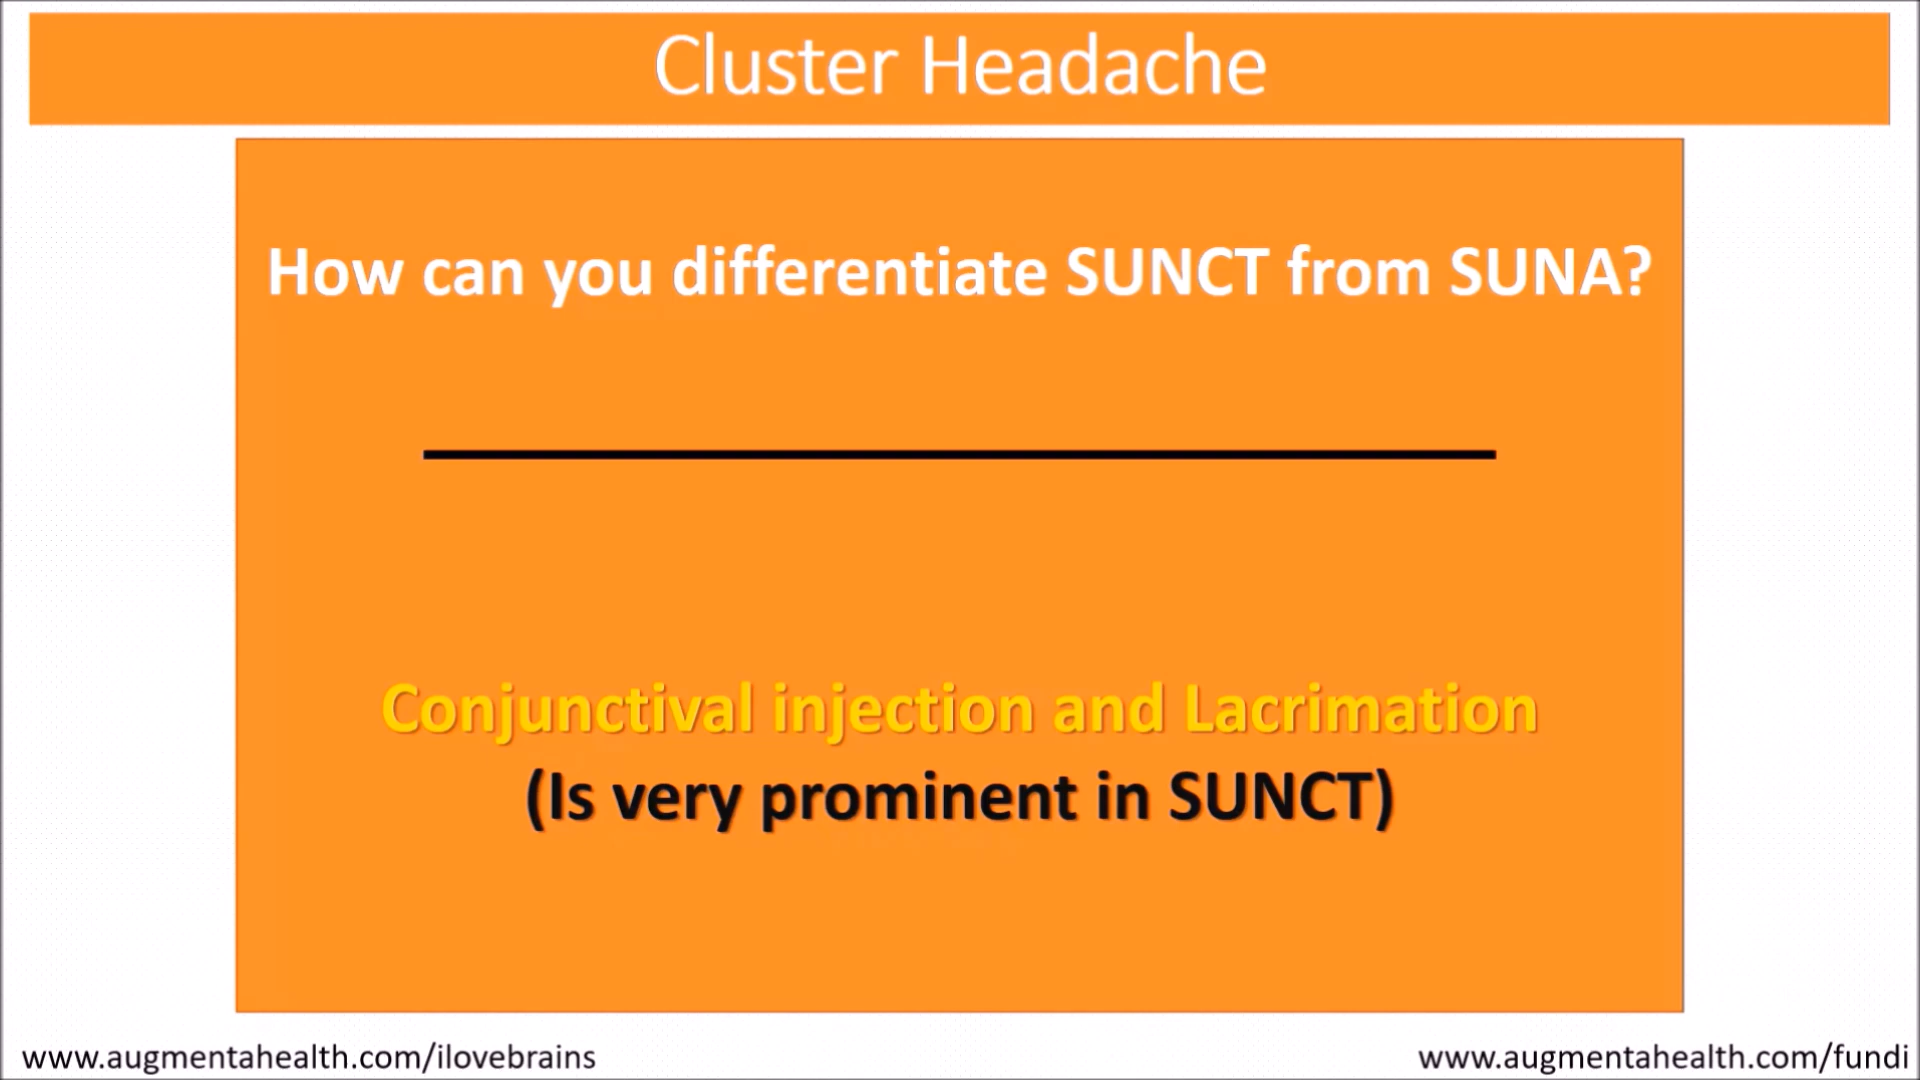 Cluster Headache
How can you differentiate SUNCT from SUNA?
Conjunctival injection and Lacrimation
(Is very prominent in SUNCT)
www.augmentahealth.com/ilovebrains
www.augmentahealth.com/fundi